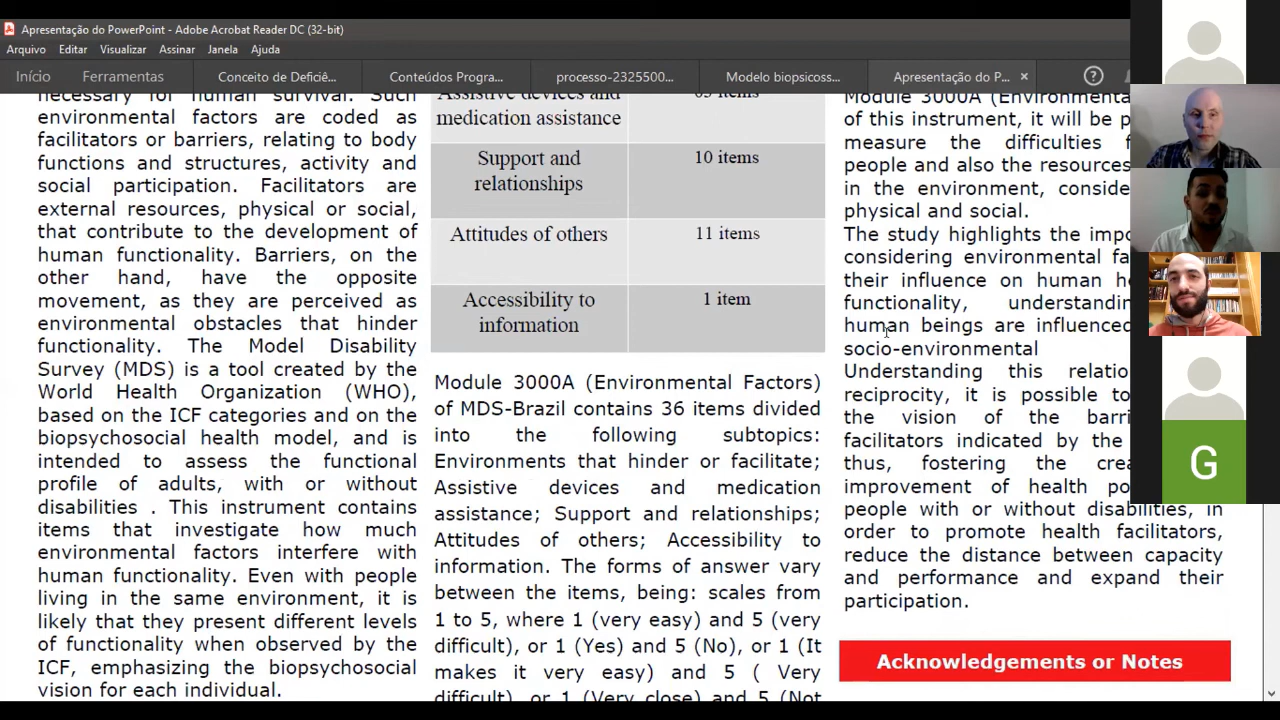 Apresentação do PowerPoint - Adobe Acrobat Reader DC (32-bit)
Arquivo Editar Visualizar Assinar Janela Ajuda
Início Ferramentas Conceito de Deficiê... Conteúdos Progra... processo-2325500... Modelo biopsicoss... Apresentação do P... × ?
necessary for human survival. Such
environmental factors are coded as
facilitators or barriers, relating to body
functions and structures, activity and
social participation. Facilitators are
external resources, physical or social,
that contribute to the development of
human functionality. Barriers, on the
other hand, have the opposite
movement, as they are perceived as
environmental obstacles that hinder
functionality. The Model Disability
Survey (MDS) is a tool created by the
World Health Organization (WHO),
based on the ICF categories and on the
biopsychosocial health model, and is
intended to assess the functional
profile of adults, with or without
disabilities . This instrument contains
items that investigate how much
environmental factors interfere with
human functionality. Even with people
living in the same environment, it is
likely that they present different levels
of functionality when observed by the
ICF, emphasizing the biopsychosocial
vision for each individual.
Assistive devices and
medication assistance
03 items
Support and
relationships
10 items
Attitudes of others
11 items
Accessibility to
information
1 item
Module 3000A (Environmental Factors)
of MDS-Brazil contains 36 items divided
into the following subtopics:
Environments that hinder or facilitate;
Assistive devices and medication
assistance; Support and relationships;
Attitudes of others; Accessibility to
information. The forms of answer vary
between the items, being: scales from
1 to 5, where 1 (very easy) and 5 (very
difficult), or 1 (Yes) and 5 (No), or 1 (It
makes it very easy) and 5 ( Very
difficult), or 1 (Very close) and 5 (Not
Module 3000A (Environmenta
of this instrument, it will be p
measure the difficulties f
people and also the resources
in the environment, conside
physical and social.
The study highlights the impo
considering environmental fa
their influence on human he
functionality, understandin
human beings are influenced
socio-environmental
Understanding this relatio
reciprocity, it is possible to
the vision of the barri
facilitators indicated by the
thus, fostering the crea
improvement of health po
people with or without disabilities, in
order to promote health facilitators,
reduce the distance between capacity
and performance and expand their
participation.
Acknowledgements or Notes
G